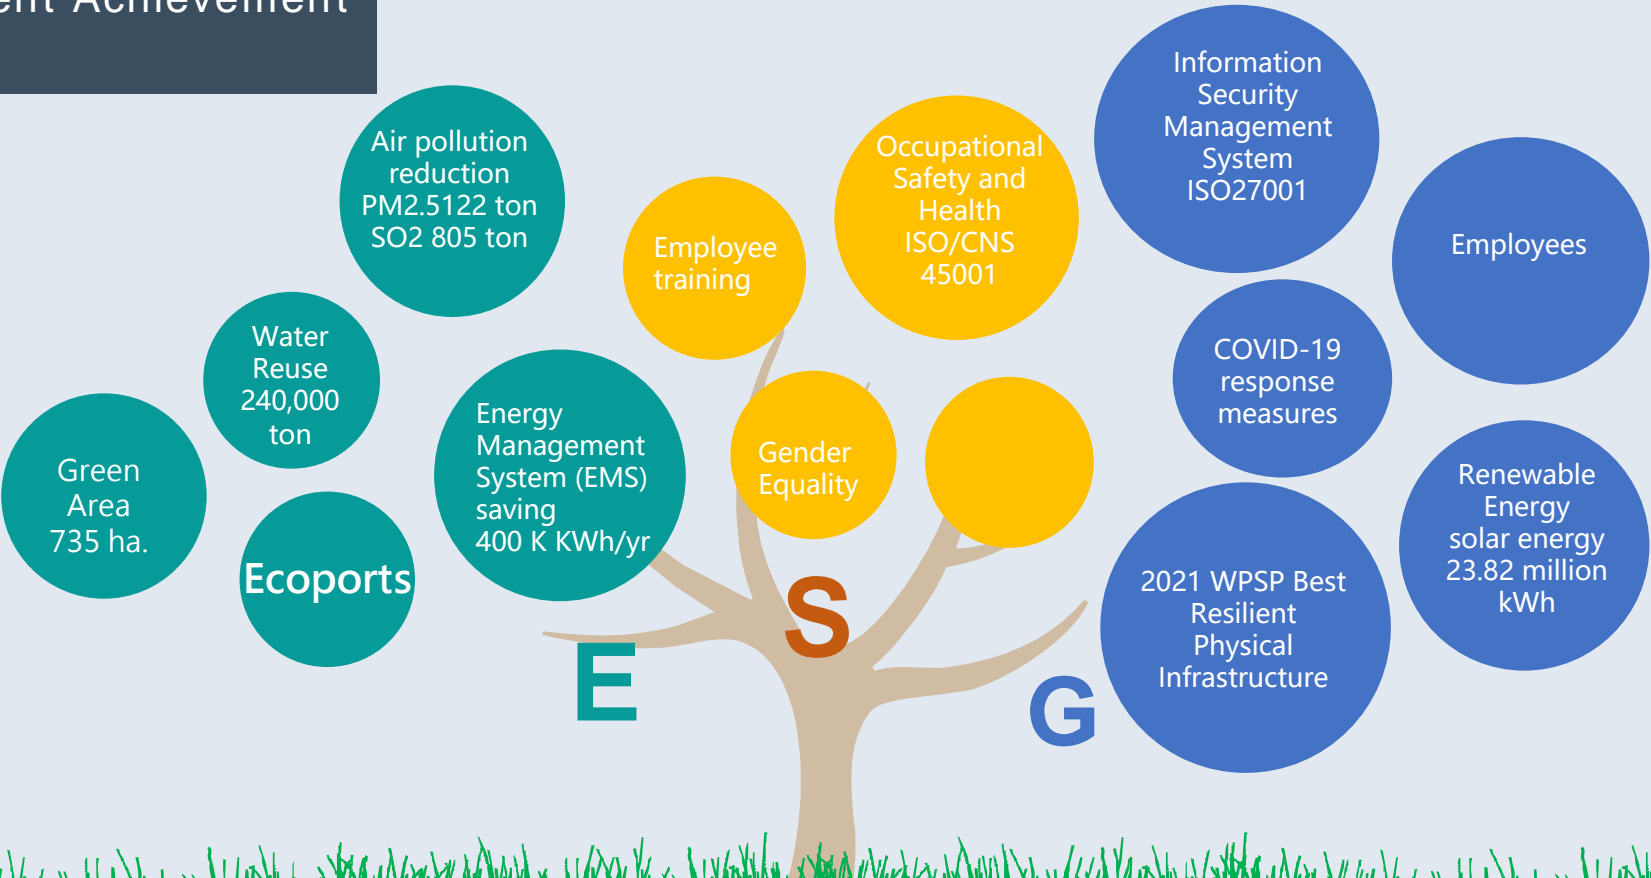 Achievement
Air pollution
reduction
PM2.5122 ton
SO2 805 ton
Water
Reuse
240,000
ton
Green
Area
735 ha.
Ecoports
Energy
Management
System (EMS)
saving
400 K KWh/yr
Employee
training
Occupational
Safety and
Health
ISO/CNS
45001
Gender
Equality
Information
Security
Management
System
ISO27001
Employees
COVID-19
response
measures
Renewable
Energy
solar energy
23.82 million
kWh
2021 WPSP Best
Resilient
Physical
Infrastructure
E
S
G